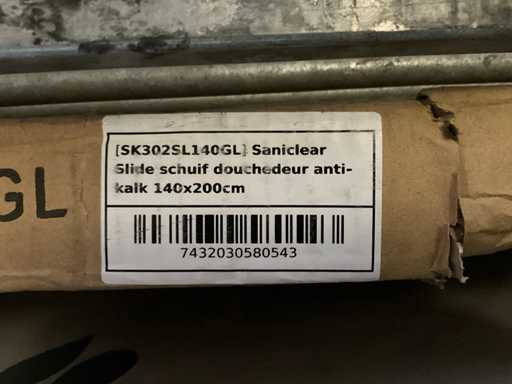 [SK302SL140GL] Saniclear
Slide schuif douchedeur anti-
kalk 140x200cm
7432030580543
GL